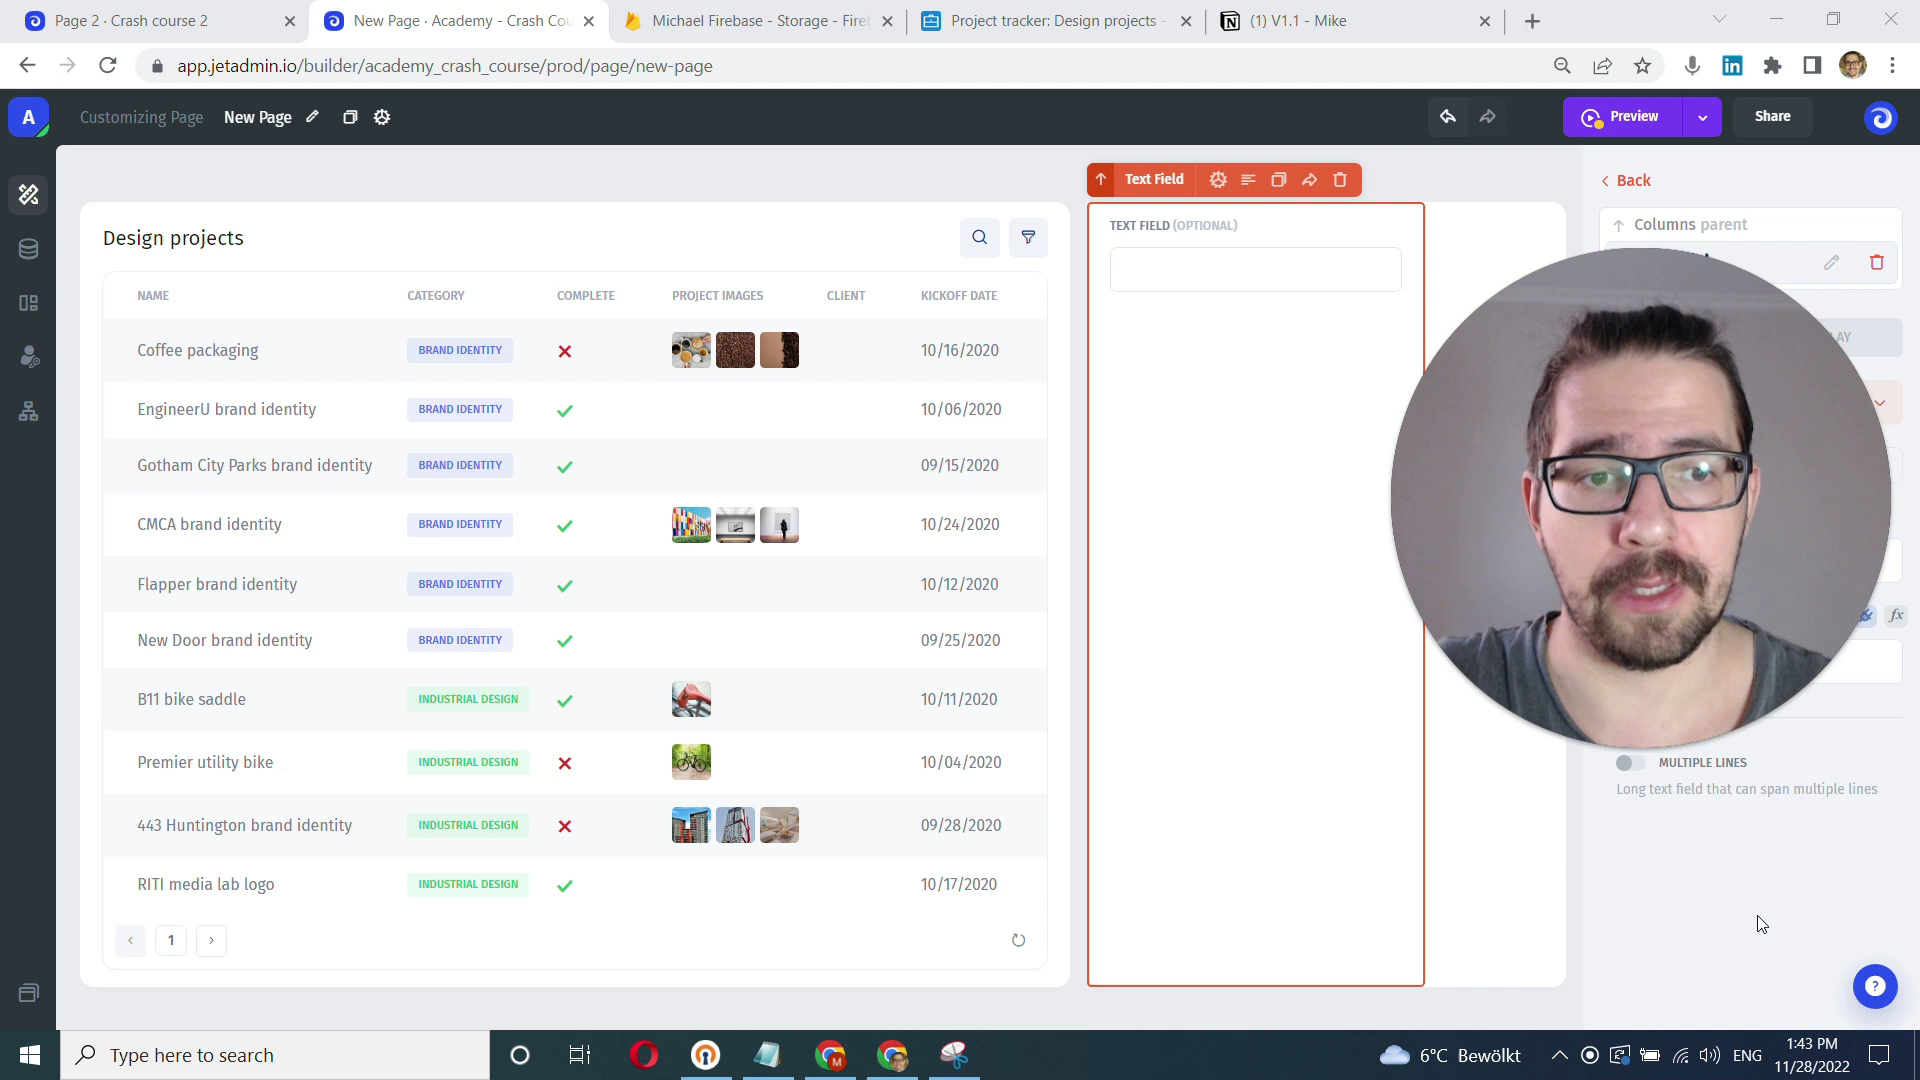 Page 2 · Crash course 2
New Page · Academy - Crash Cou
Michael Firebase - Storage - Fire
Project tracker: Design projects -
(1) V1.1 - Mike
app.jetadmin.io/builder/academy_crash_course/prod/page/new-page
A
Customizing Page
New Page
Preview
Share
Text Field
Back
Columns parent
Design projects
TEXT FIELD (OPTIONAL)
NAME CATEGORY COMPLETE PROJECT IMAGES CLIENT KICKOFF DATE
Coffee packaging BRAND IDENTITY 10/16/2020
EngineerU brand identity BRAND IDENTITY 10/06/2020
Gotham City Parks brand identity BRAND IDENTITY 09/15/2020
CMCA brand identity BRAND IDENTITY 10/24/2020
Flapper brand identity BRAND IDENTITY 10/12/2020
New Door brand identity BRAND IDENTITY 09/25/2020
fx
B11 bike saddle INDUSTRIAL DESIGN 10/11/2020
Premier utility bike INDUSTRIAL DESIGN 10/04/2020
MULTIPLE LINES
Long text field that can span multiple lines
443 Huntington brand identity INDUSTRIAL DESIGN 09/28/2020
RITI media lab logo INDUSTRIAL DESIGN 10/17/2020
1
?
Type here to search
6°C Bewölkt
ENG
1:43 PM
11/28/2022